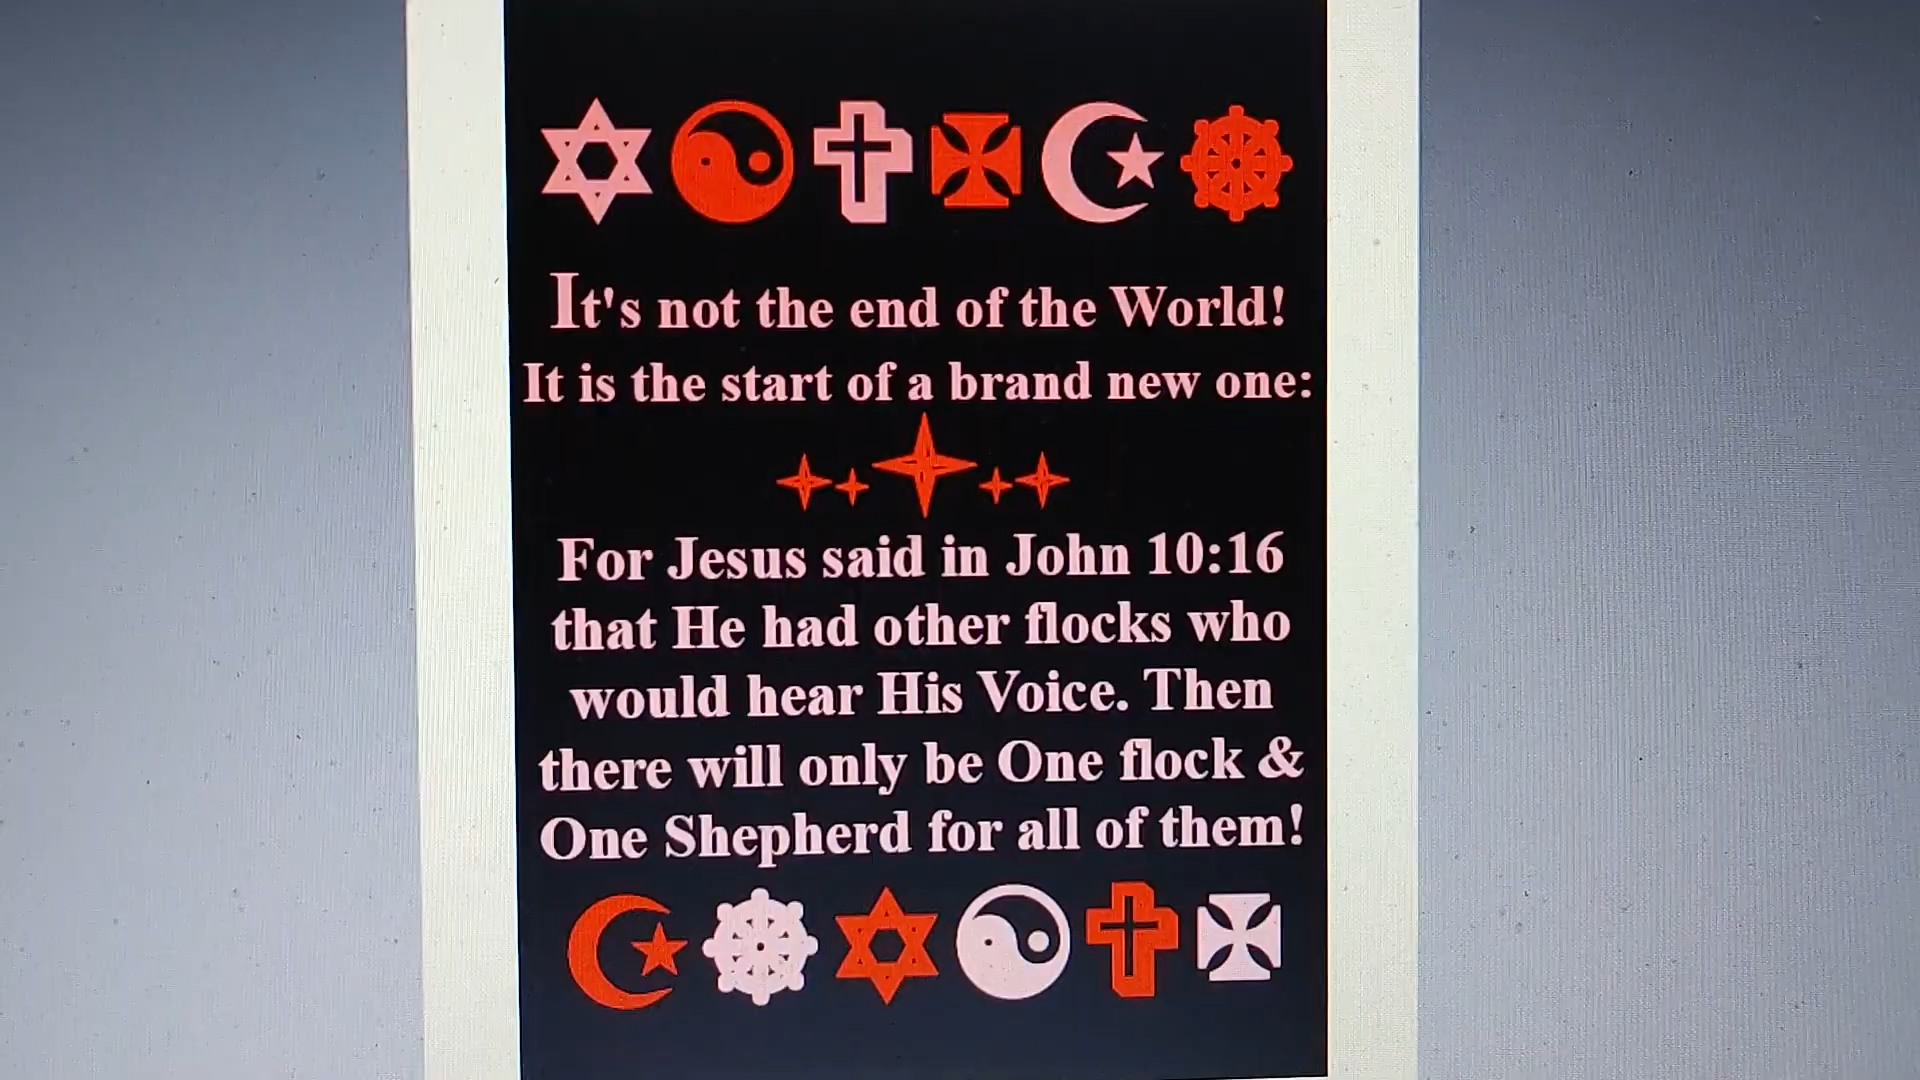 It's not the end of the World!
It is the start of a brand new one:
For Jesus said in John 10:16
that He had other flocks who
would hear His Voice. Then
there will only be One flock &
One Shepherd for all of them!